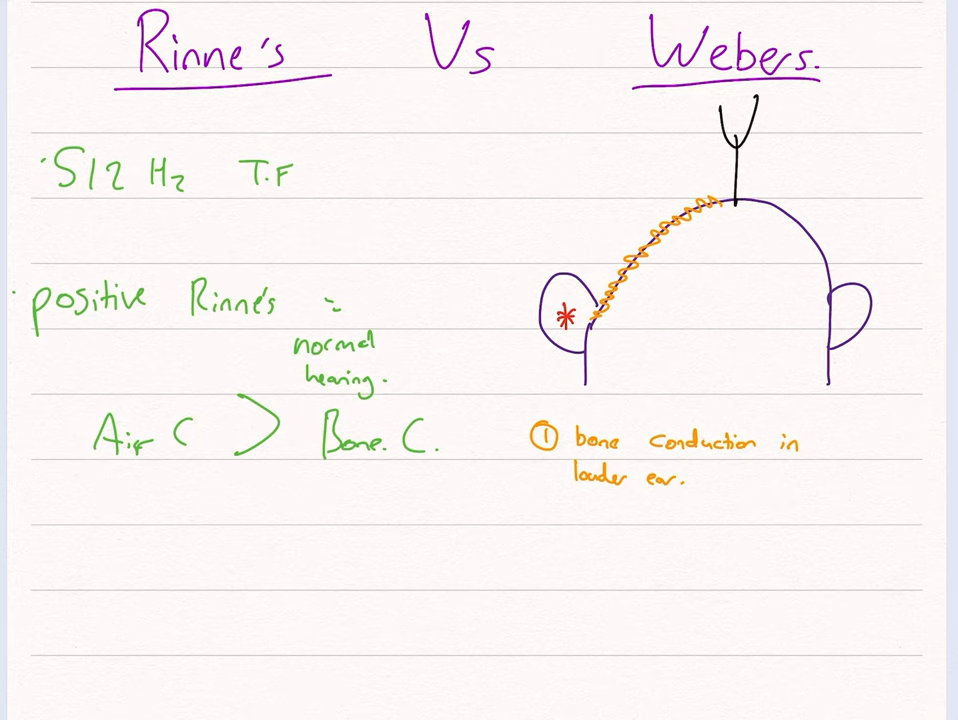 Rinne's Vs Webers.
·512 Hz T.F
· positive Rinne's =
normal
hearing.
Air C > Bone. C.
① bone conduction in
louder ear.